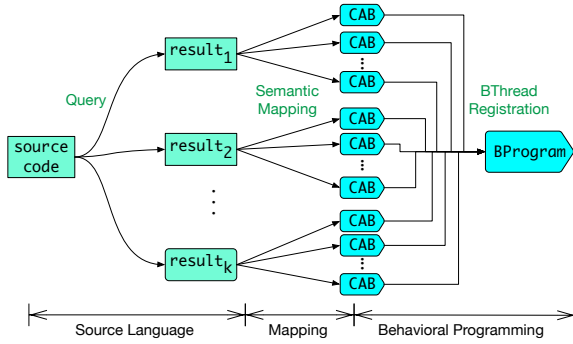 CAB
result1
CAB
CAB
Query
Semantic
Mapping
BThread
Registration
CAB
source
code
result2
CAB
BProgram
CAB
CAB
resultk
CAB
CAB
Source Language
Mapping
Behavioral Programming